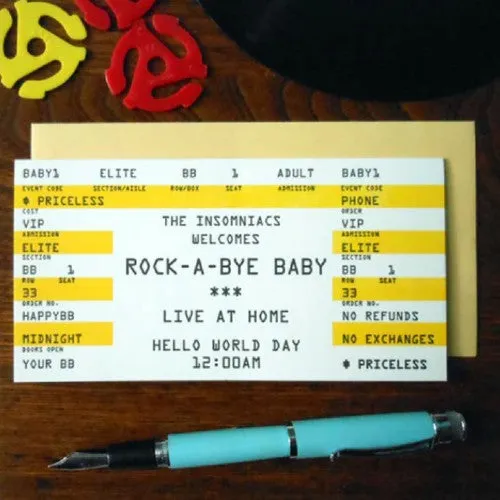 BABY1 ELITE BB 1 ADULT BABY1
EVENT CODE SECTION/AISLE ROW/BOX SEAT ADMISSION EVENT CODE
* PRICELESS
COST
VIP
ADMISSION
ELITE
SECTION
BB 1
ROW SEAT
33
ORDER NO.
HAPPYBB
MIDNIGHT
DOORS OPEN
YOUR BB
THE INSOMNIACS
WELCOMES
ROCK-A-BYE BABY
***
LIVE AT HOME
HELLO WORLD DAY
12:00AM
PHONE
ORDER
VIP
ADMISSION
ELITE
SECTION
BB 1
ROW SEAT
33
ORDER NO.
NO REFUNDS
NO EXCHANGES
* PRICELESS